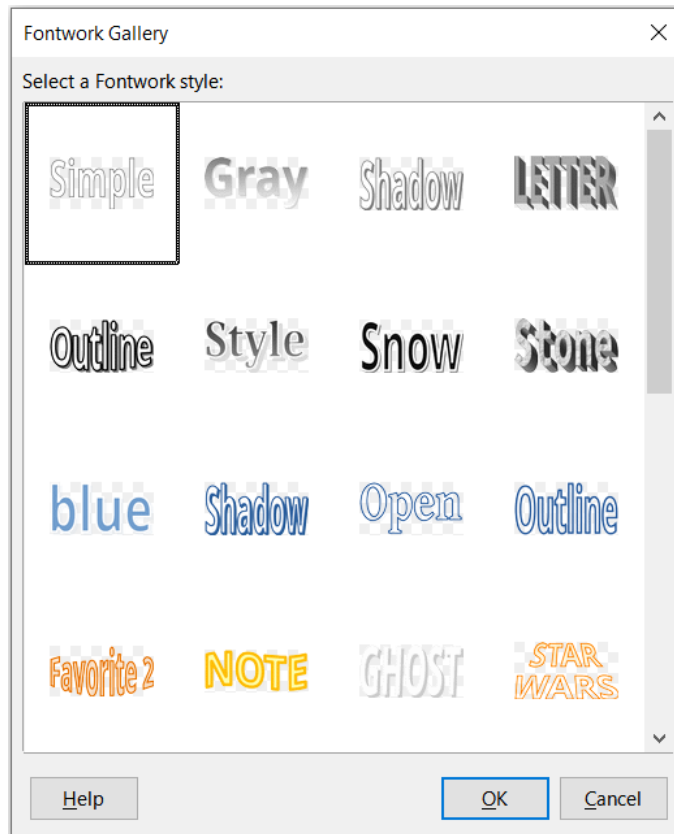 Fontwork Gallery
Select a Fontwork style:
Simple Gray Shadow LETTER
Outline Style Snow Stone
blue Shadow Open Outline
Favorite 2 NOTE GHOST STAR WARS
Help OK Cancel